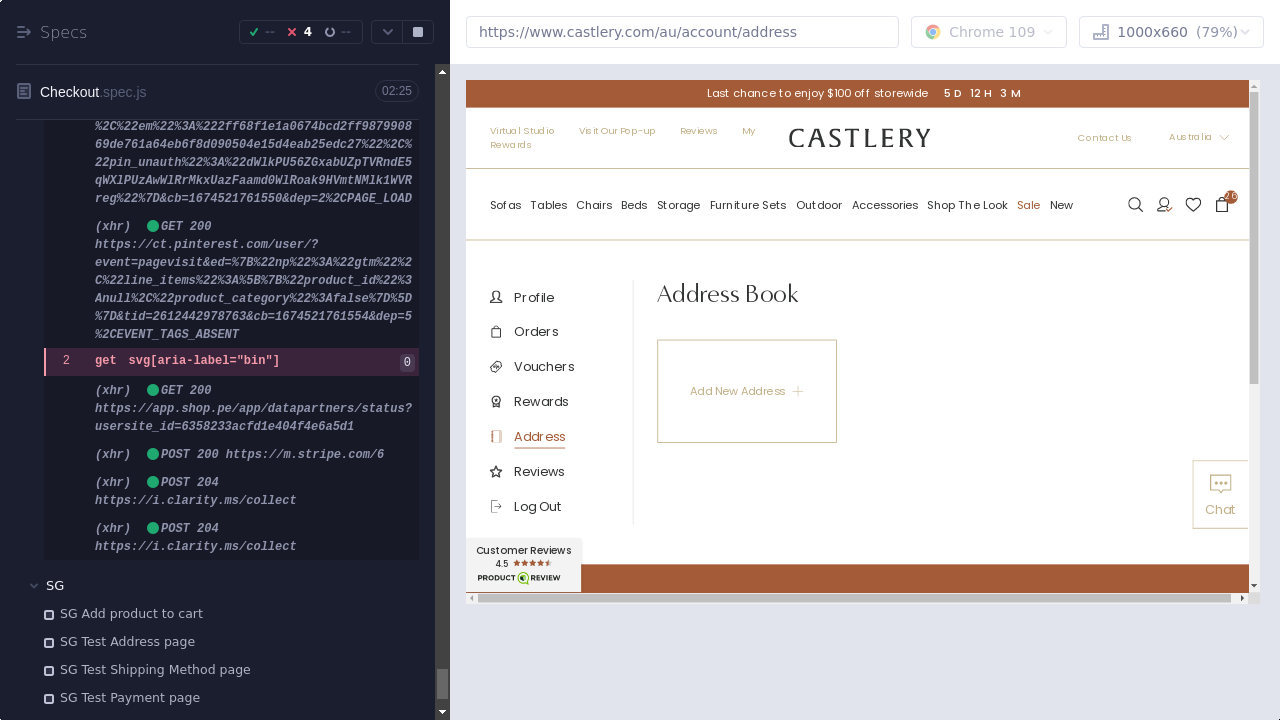 Specs
--
4
--
https://www.castlery.com/au/account/address
Chrome 109
1000x660 (79%)
Checkout.spec.js
02:25
%2C%22em%22%3A%222ff68f1e1a0674bcd2ff9879908
69de761a64eb6f8d090504e15d4eab25edc27%22%2C%
22pin_unauth%22%3A%22dWlkPU56ZGxabUZpTVRndE5
qWXlPUzAwWlRrMkxUazFaamd0WlRoak9HVmtNMlk1WVR
reg%22%7D&cb=1674521761550&dep=2%2CPAGE_LOAD
(xhr) GET 200
https://ct.pinterest.com/user/?
event=pagevisit&ed=%7B%22np%22%3A%22gtm%22%2
C%22line_items%22%3A%5B%7B%22product_id%22%3
Anull%2C%22product_category%22%3Afalse%7D%5D
%7D&tid=2612442978763&cb=1674521761554&dep=5
%2CEVENT_TAGS_ABSENT
2 get svg[aria-label="bin"] 0
(xhr) GET 200
https://app.shop.pe/app/datapartners/status?
usersite_id=6358233acfd1e404f4e6a5d1
(xhr) POST 200 https://m.stripe.com/6
(xhr) POST 204
https://i.clarity.ms/collect
(xhr) POST 204
https://i.clarity.ms/collect
SG
SG Add product to cart
SG Test Address page
SG Test Shipping Method page
SG Test Payment page
Last chance to enjoy $100 off storewide 5 D 12 H 3 M
Virtual Studio Visit Our Pop-up Reviews My
Rewards
CASTLERY
Contact Us Australia
Sofas Tables Chairs Beds Storage Furniture Sets Outdoor Accessories Shop The Look Sale New
26
Profile
Orders
Vouchers
Rewards
Address
Reviews
Log Out
Address Book
Add New Address
Chat
Customer Reviews
4.5
PRODUCT REVIEW